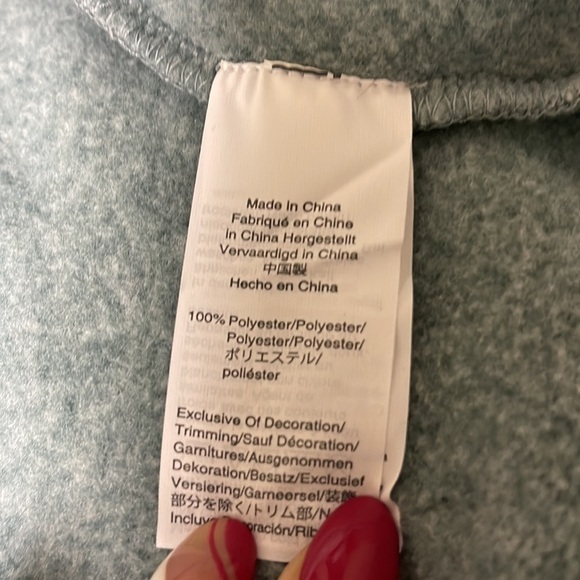 Made in China
Fabriqué en Chine
in China Hergestellt
Vervaardigd in China
中国製
Hecho en China
100% Polyester/Polyester/
Polyester/Polyester/
ポリエステル/
poliéster
Exclusive Of Decoration/
Trimming/Sauf Décoration/
Garnitures/Ausgenommen
Dekoration/Besatz/Exclusief
Versiering/Garneersel/装飾
部分を除く/トリム部/